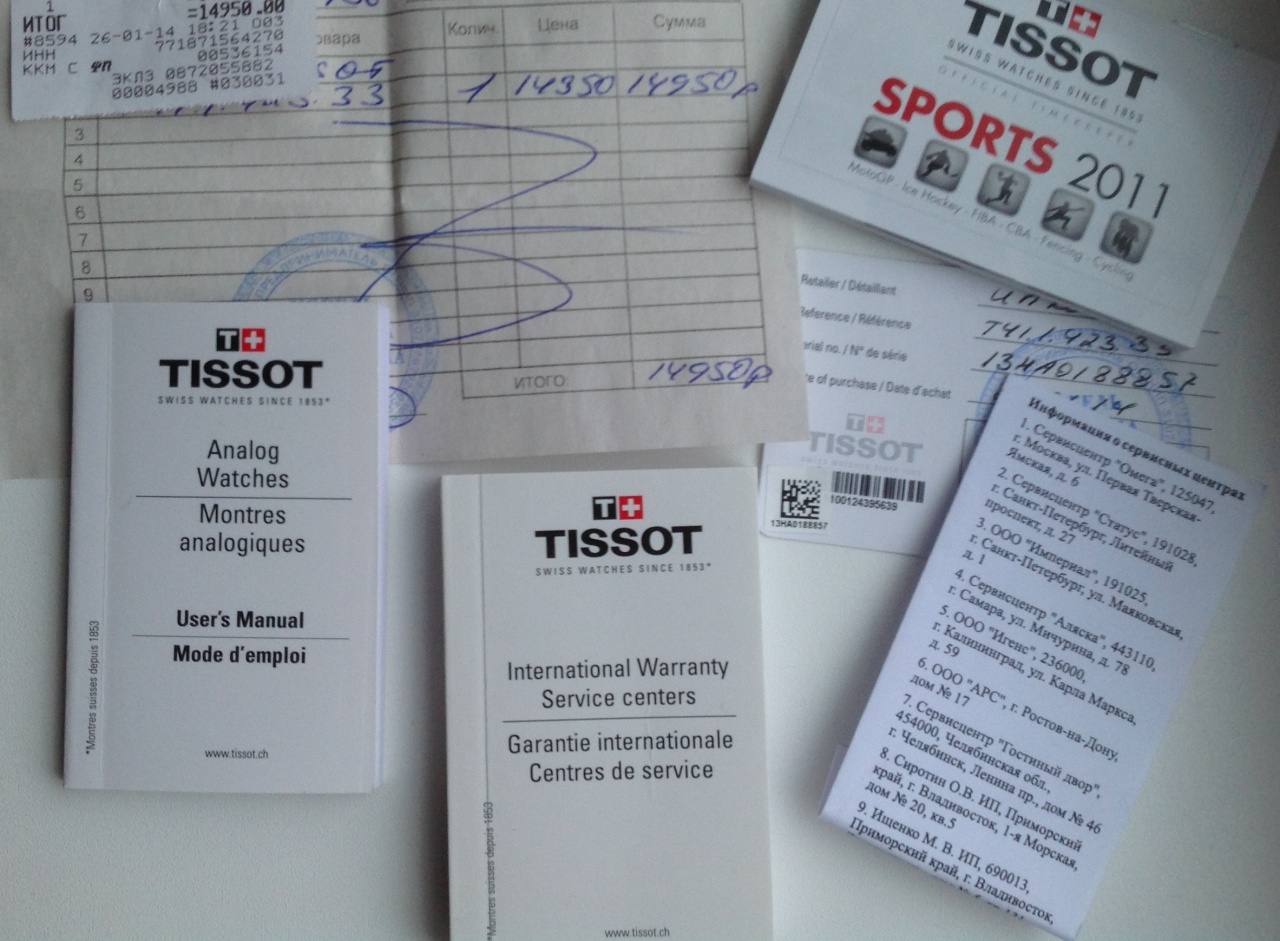 1
=14950.00
ИТОГ
#8594 26-01-14 18:21 003
ИНН 771871564270
ККМ С ФП 00536154
ЭКЛЗ 0872055882
00004988 #030031
овара
Колич.
Цена
Сумма
33
1
14350
14950р
3
4
5
6
7
8
9
ПРЕДПРИНИМАТЕЛЬ
ИТОГО:
14950р
T+
TISSOT
SWISS WATCHES SINCE 1853
OFFICIAL TIMEKEEPER
SPORTS 2011
MotoGP - Ice Hockey - FIBA - CBA - Fencing - Cycling
Retailer / Détaillant
Reference / Référence
T411.423.35
erial no. / N° de série
13HA0188857
te of purchase / Date d'achat
T+
TISSOT
SWISS WATCHES SINCE 1853
100124395639
13HA0188857
T+
TISSOT
SWISS WATCHES SINCE 1853*
Analog
Watches
Montres
analogiques
User's Manual
Mode d'emploi
*Montres suisses depuis 1853
www.tissot.ch
T+
TISSOT
SWISS WATCHES SINCE 1853*
International Warranty
Service centers
Garantie internationale
Centres de service
*Montres suisses depuis 1853
www.tissot.ch
Информация о сервисных центрах
1. Сервисцентр "Омега", 125047,
г. Москва, ул. Первая Тверская-
Ямская, д. 6
2. Сервисцентр "Статус", 191028,
г. Санкт-Петербург, Литейный
проспект, д. 27
3. ООО "Империал", 191025,
г. Санкт-Петербург, ул. Маяковская,
д. 1
4. Сервисцентр "Аляска", 443110,
г. Самара, ул. Мичурина, д. 78
5. ООО "Игенс", 236000,
г. Калининград, ул. Карла Маркса,
д. 59
6. ООО "АРС", г. Ростов-на-Дону,
дом № 17
7. Сервисцентр "Гостиный двор",
454000, Челябинская обл.,
г. Челябинск, Ленина пр., дом № 46
8. Сиротин О.В. ИП, Приморский
край, г. Владивосток, 1-я Морская,
дом № 20, кв.5
9. Ищенко М. В. ИП, 690013,
Приморский край, г. Владивосток,